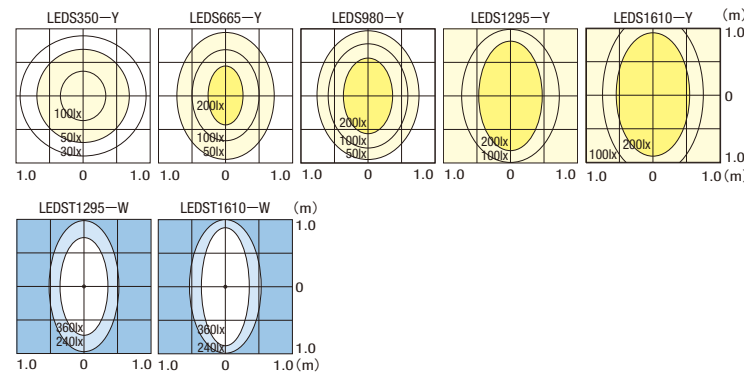 LEDS350－Y LEDS665－Y LEDS980－Y LEDS1295－Y LEDS1610－Y (m)
1.0
100lx 200lx 200lx 200lx 200lx 0
50lx 100lx 100lx 100lx 100lx
30lx 50lx 50lx 1.0
1.0 0 1.0 1.0 0 1.0 1.0 0 1.0 1.0 0 1.0 1.0 0 1.0 (m)
LEDST1295－W LEDST1610－W (m)
1.0
0
360lx 360lx
240lx 240lx 1.0
1.0 0 1.0 1.0 0 1.0 (m)